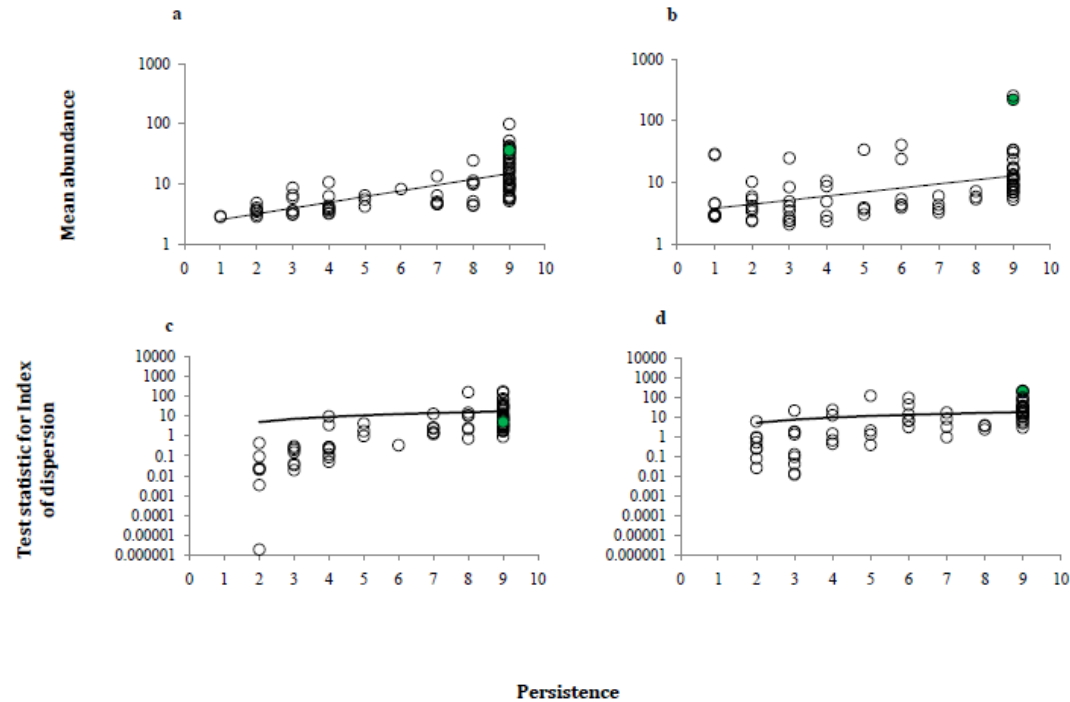 a
b
Mean abundance
1000
100
10
1
0 1 2 3 4 5 6 7 8 9 10
1000
100
10
1
0 1 2 3 4 5 6 7 8 9 10
c
d
Test statistic for Index
of dispersion
10000
1000
100
10
1
0.1
0.01
0.001
0.0001
0.00001
0.000001
0 1 2 3 4 5 6 7 8 9 10
10000
1000
100
10
1
0.1
0.01
0.001
0.0001
0.00001
0.000001
0 1 2 3 4 5 6 7 8 9 10
Persistence